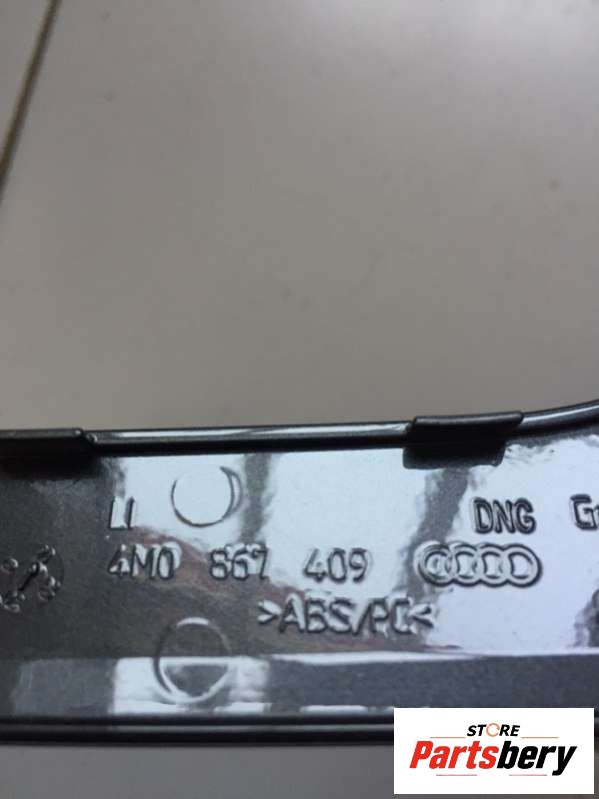 LI
DNG
4M0 867 409
>ABS/PC<
STORE
Partsbery